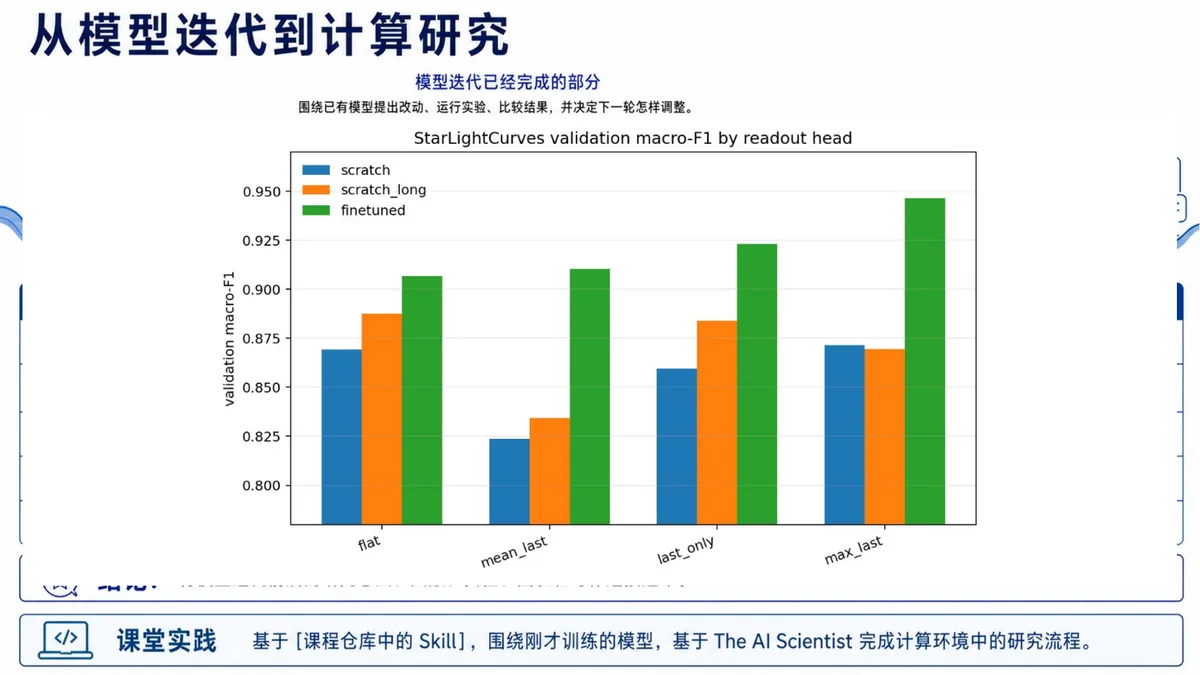 从模型迭代到计算研究
模型迭代已经完成的部分
围绕已有模型提出改动、运行实验、比较结果，并决定下一轮怎样调整。
StarLightCurves validation macro-F1 by readout head
scratch
scratch_long
finetuned
validation macro-F1
0.950
0.925
0.900
0.875
0.850
0.825
0.800
flat
mean_last
last_only
max_last
课堂实践
基于 [课程仓库中的 Skill]，围绕刚才训练的模型，基于 The AI Scientist 完成计算环境中的研究流程。